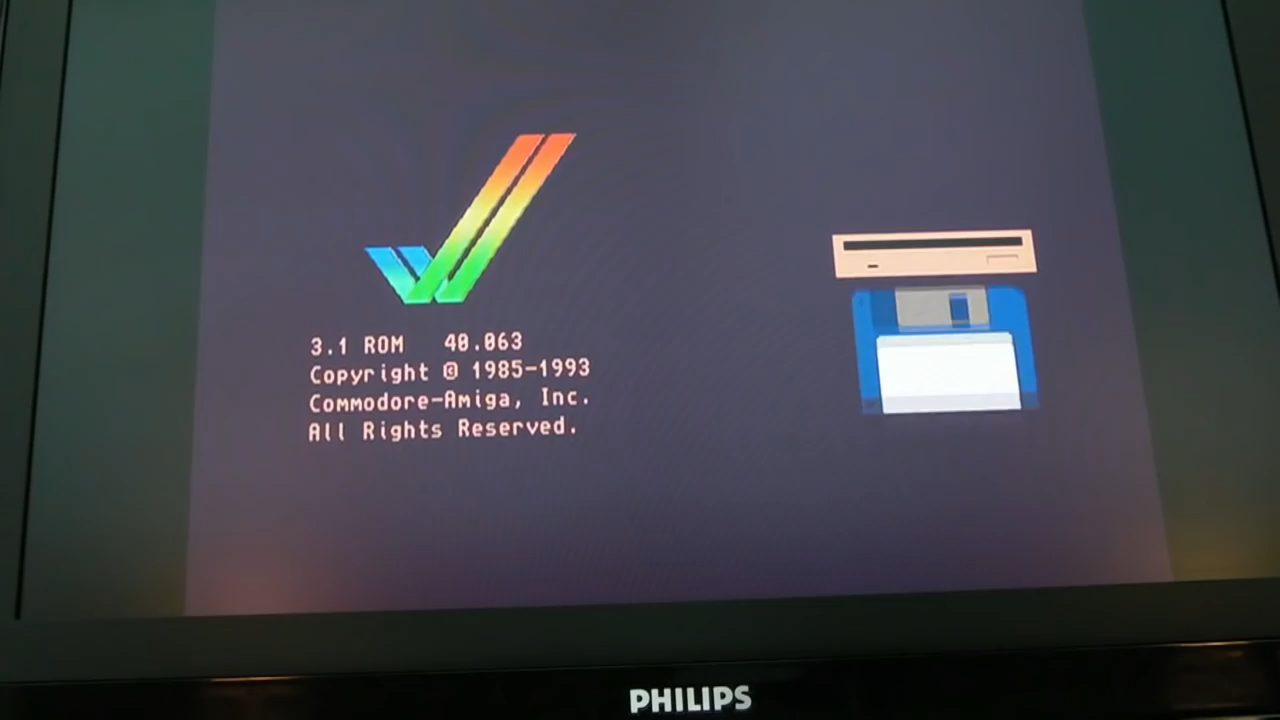 3.1 ROM   40.063
Copyright © 1985-1993
Commodore-Amiga, Inc.
All Rights Reserved.
PHILIPS